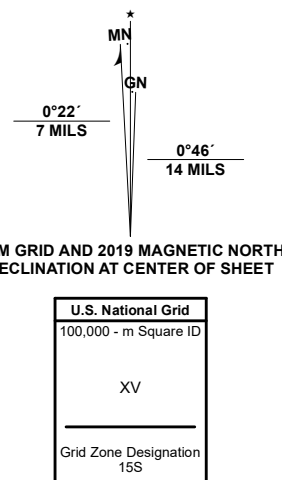 ★
MN
GN
0°22´
7 MILS
0°46´
14 MILS
M GRID AND 2019 MAGNETIC NORTH
ECLINATION AT CENTER OF SHEET
U.S. National Grid
100,000 - m Square ID
XV
Grid Zone Designation
15S